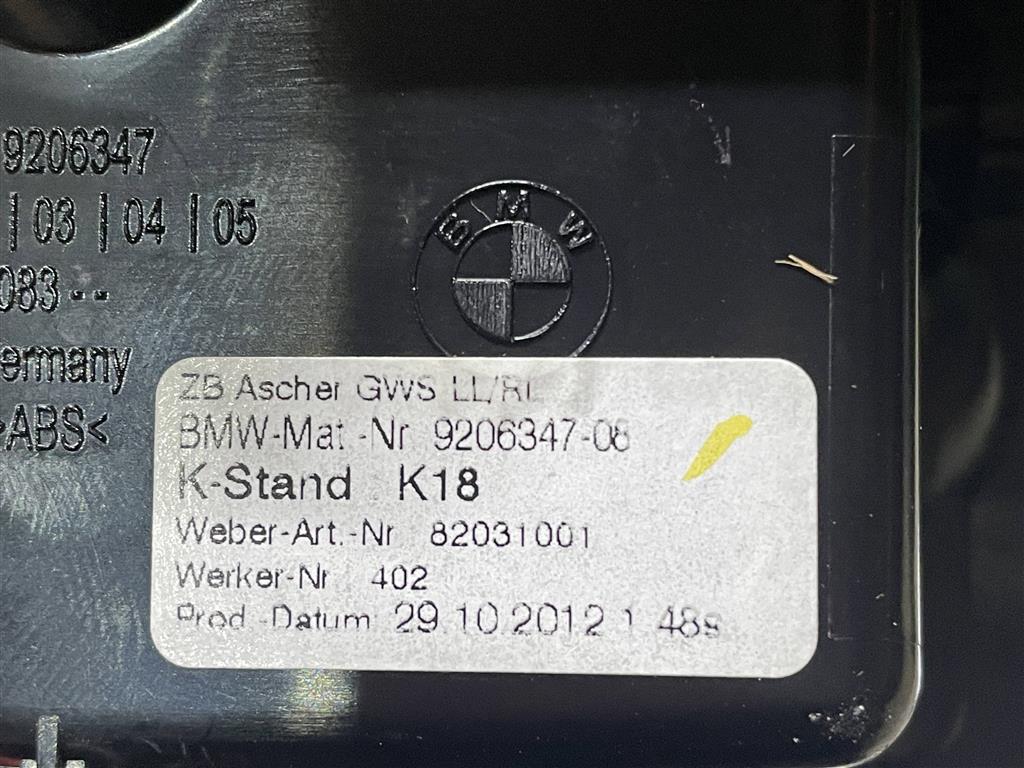 9206347
| 03 | 04 | 05
083 --
ermany
>ABS<
BMW
ZB Ascher GWS LL/RL
BMW-Mat.-Nr 9206347-08
K-Stand K18
Weber-Art.-Nr 82031001
Werker-Nr 402
Prod.-Datum 29.10.2012 1 48s